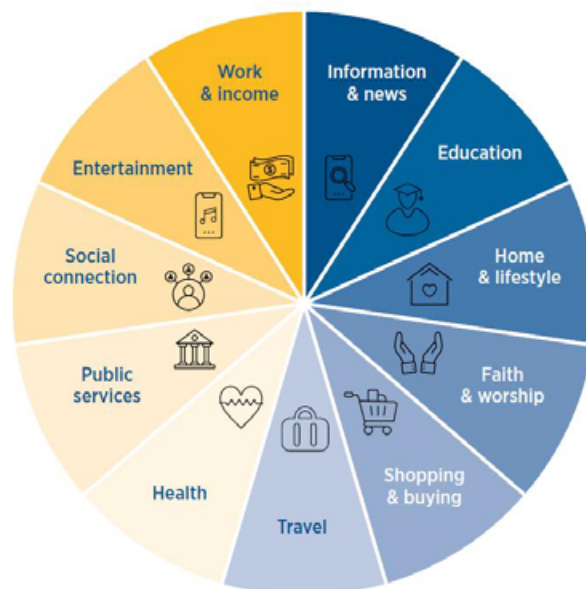 Work
& income
Information
& news
Education
Home
& lifestyle
Faith
& worship
Shopping
& buying
Travel
Health
Public
services
Social
connection
Entertainment